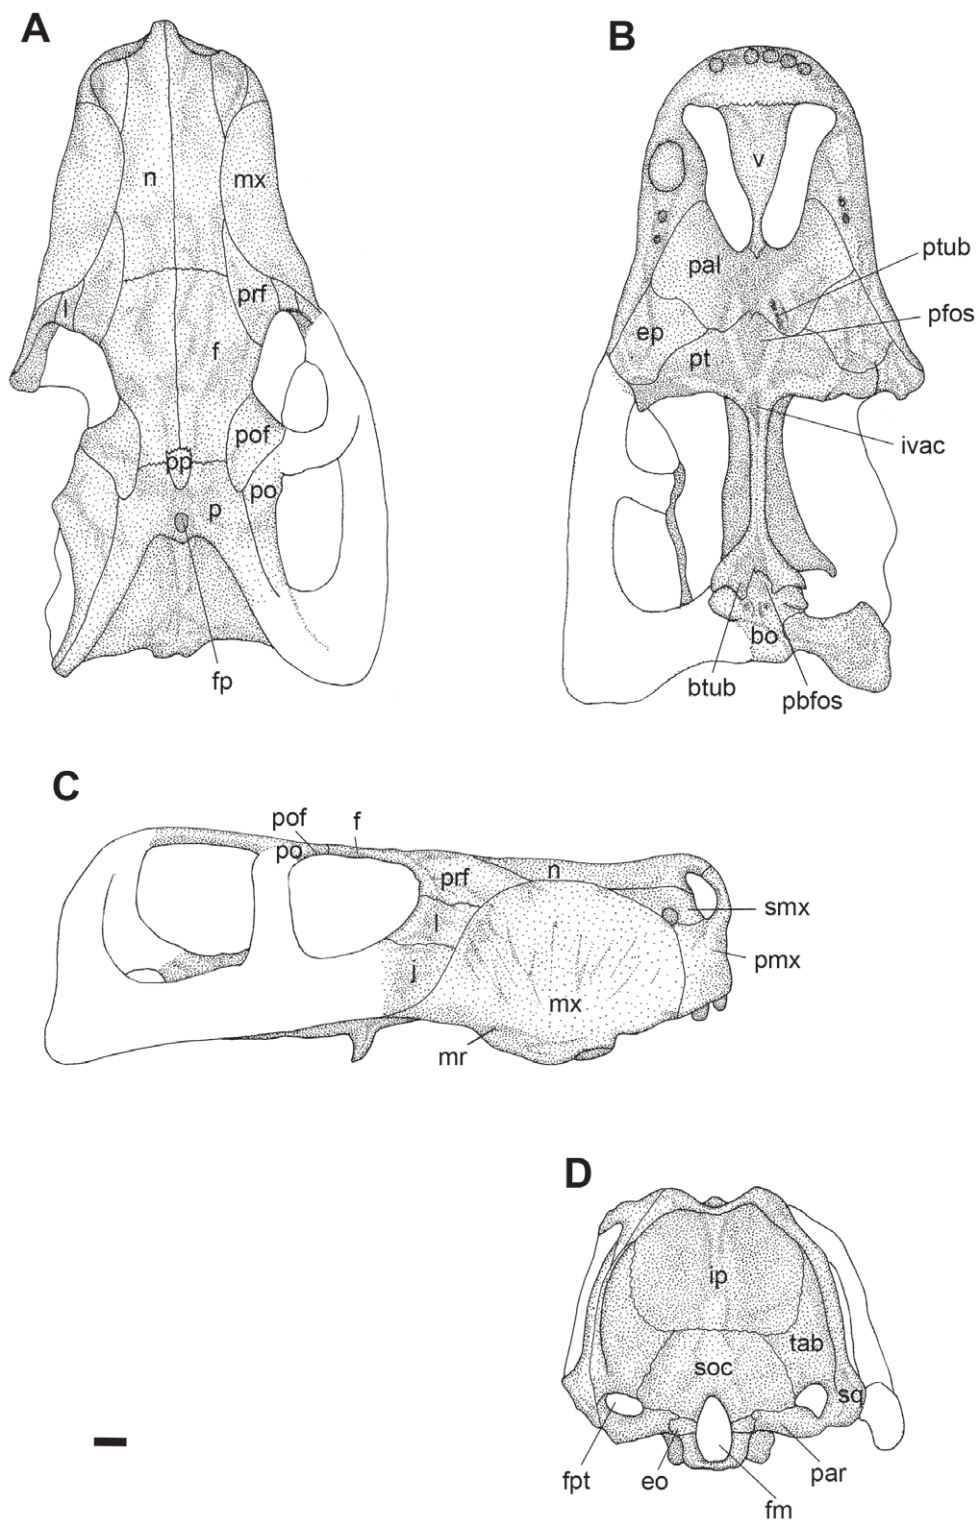 A
n
mx
l
prf
f
pof
pp
po
p
fp
B
v
pal
ptub
pfos
ep
pt
ivac
bo
btub
pbfos
C
pof
f
po
prf
n
l
smx
j
pmx
mx
mr
D
ip
tab
soc
sq
fpt
eo
par
fm